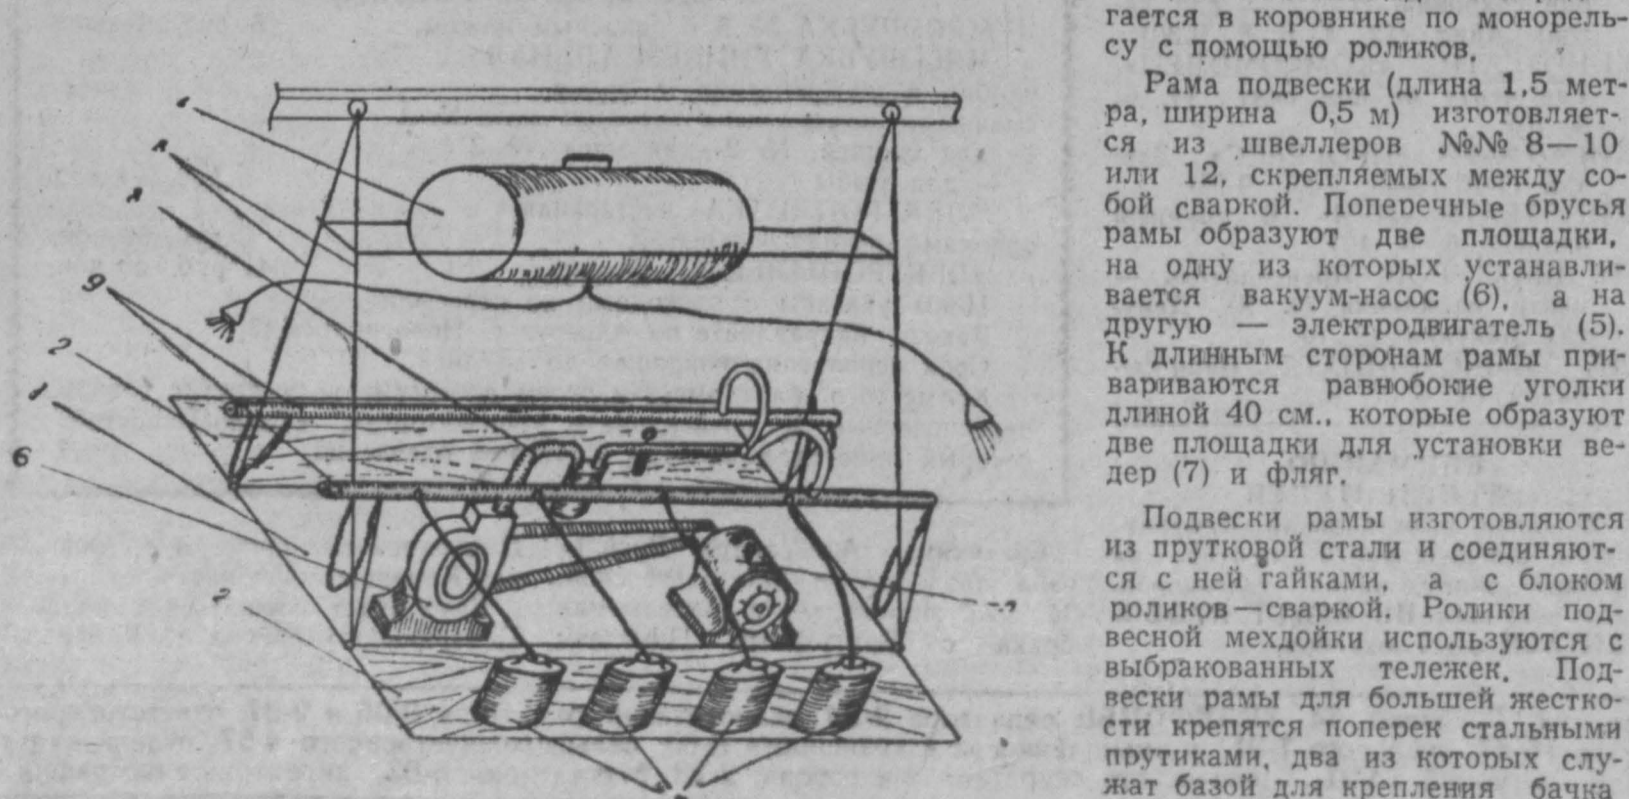 гается в коровнике по монорель-
су с помощью роликов.
Рама подвески (длина 1,5 мет-
ра, ширина 0,5 м) изготовляет-
ся из швеллеров №№ 8—10
или 12, скрепляемых между со-
бой сваркой. Поперечные брусья
рамы образуют две площадки,
на одну из которых устанавли-
вается вакуум-насос (6), а на
другую — электродвигатель (5).
К длинным сторонам рамы при-
вариваются равнобокие уголки
длиной 40 см., которые образуют
две площадки для установки ве-
дер (7) и фляг.
Подвески рамы изготовляются
из прутковой стали и соединяют-
ся с ней гайками, а с блоком
роликов — сваркой. Ролики под-
весной мехдойки используются с
выбракованных тележек. Под-
вески рамы для большей жестко-
сти крепятся поперек стальными
прутиками, два из которых слу-
жат базой для крепления бачка
9
2
1
6
2